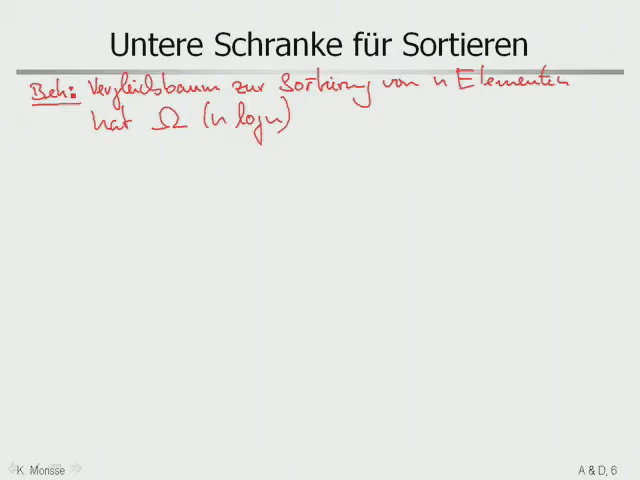 Untere Schranke für Sortieren
Beh: Vergleichsbaum zur Sortierung von n Elementen
hat Ω (n log n)
K. Morisse
A & D, 6